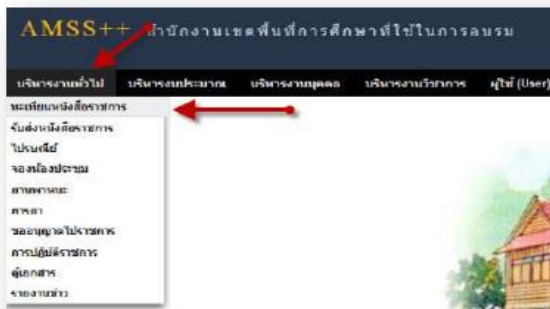 AMSS++ สำนักงานเขตพื้นที่การศึกษาที่ใช้ในการอบรม
บริหารงานทั่วไป บริหารงบประมาณ บริหารงานบุคคล บริหารงานวิชาการ ผู้ใช้ (User)
ทะเบียนหนังสือราชการ
รับส่งหนังสือราชการ
ไปรษณีย์
จองห้องประชุม
ยานพาหนะ
การลา
ขออนุญาตไปราชการ
การปฏิบัติราชการ
ตู้เอกสาร
รายงานข่าว